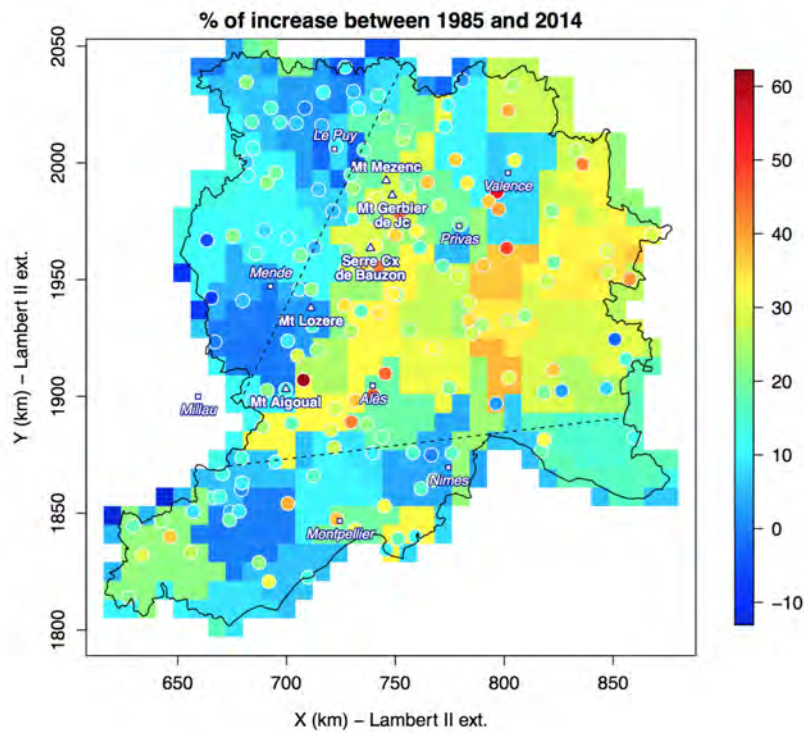 % of increase between 1985 and 2014
2050
2000
1950
1900
1850
1800
Y (km) − Lambert II ext.
Le Puy
Mt Mezenc
Valence
Mt Gerbier
de Jc
Privas
Serre Cx
de Bauzon
Mende
Mt Lozere
Mt Aigoual
Alès
Millau
Nimes
Montpellier
650
700
750
800
850
X (km) − Lambert II ext.
60
50
40
30
20
10
0
−10